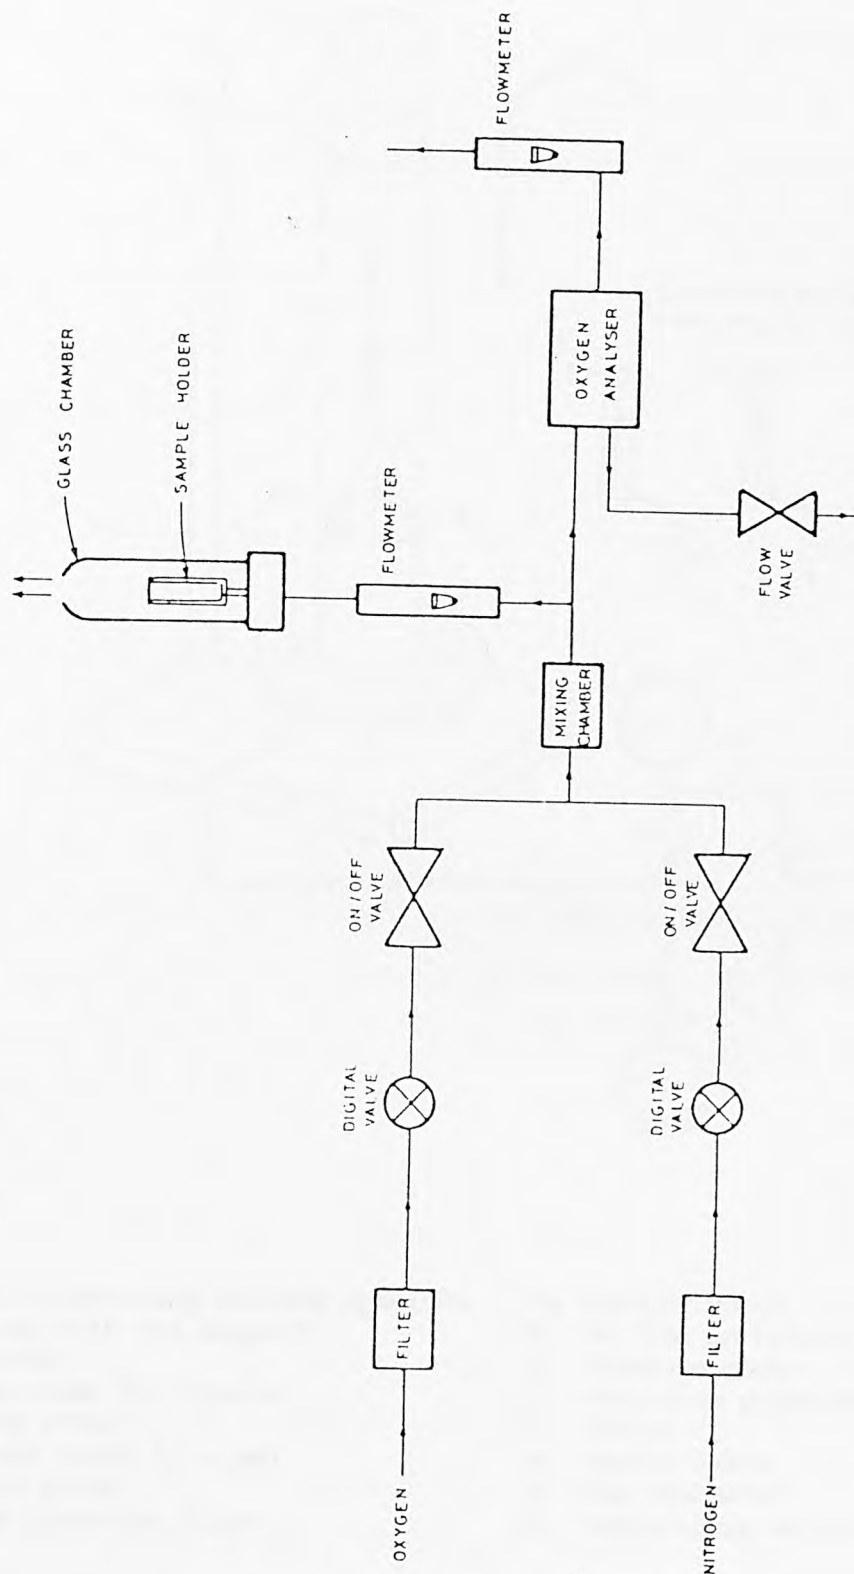 GLASS CHAMBER
SAMPLE HOLDER
FLOWMETER
FLOWMETER
OXYGEN
ANALYSER
FLOW
VALVE
MIXING
CHAMBER
ON/OFF
VALVE
ON/OFF
VALVE
DIGITAL
VALVE
DIGITAL
VALVE
FILTER
FILTER
OXYGEN
NITROGEN